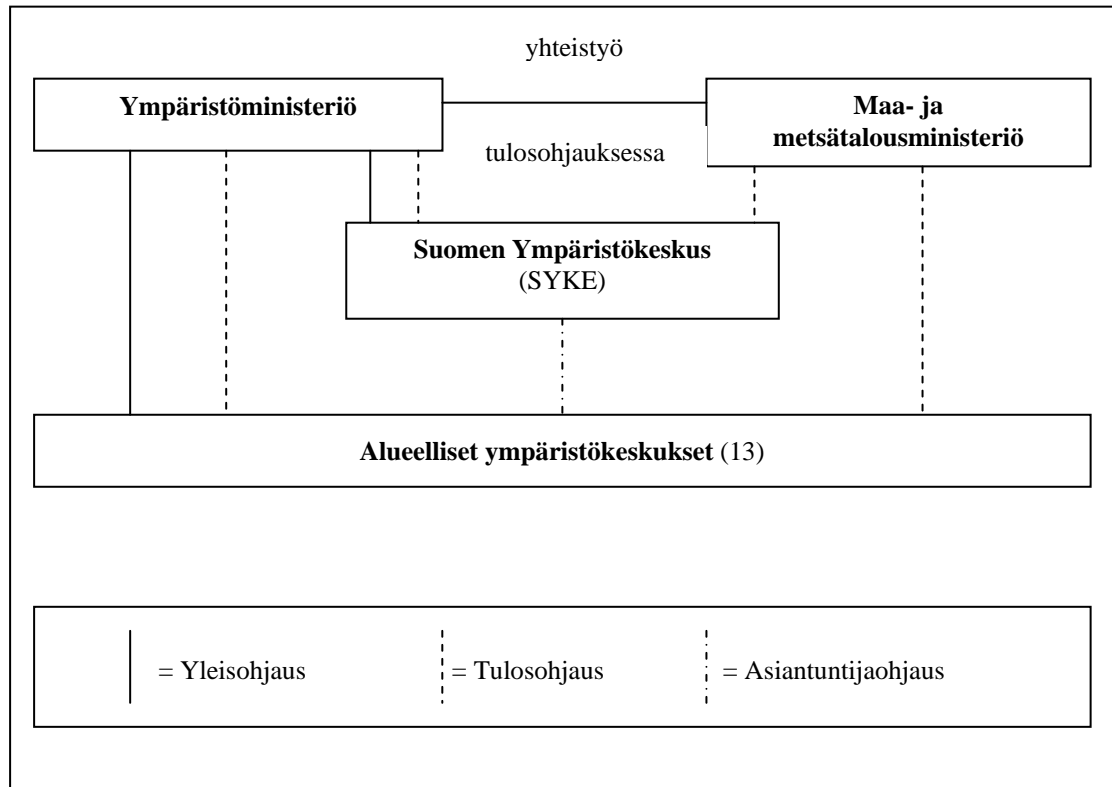 yhteistyö
Ympäristöministeriö
Maa- ja
metsätalousministeriö
tulosohjauksessa
Suomen Ympäristökeskus
(SYKE)
Alueelliset ympäristökeskukset (13)
= Yleisohjaus
= Tulosohjaus
= Asiantuntijaohjaus